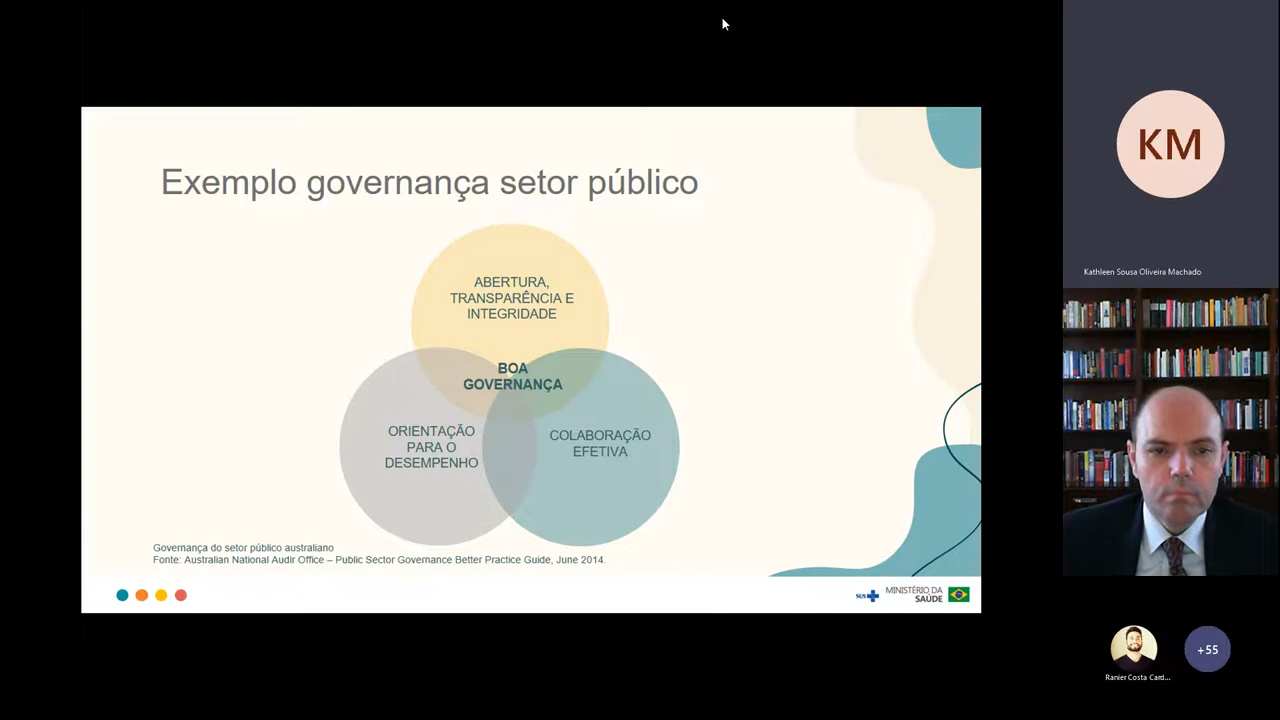 Exemplo governança setor público
ABERTURA,
TRANSPARÊNCIA E
INTEGRIDADE
BOA
GOVERNANÇA
ORIENTAÇÃO
PARA O
DESEMPENHO
COLABORAÇÃO
EFETIVA
Governança do setor público australiano
Fonte: Australian National Audir Office – Public Sector Governance Better Practice Guide, June 2014.
SUS
MINISTÉRIO DA
SAÚDE
KM
Kathleen Sousa Oliveira Machado
+55
Ranier Costa Card...